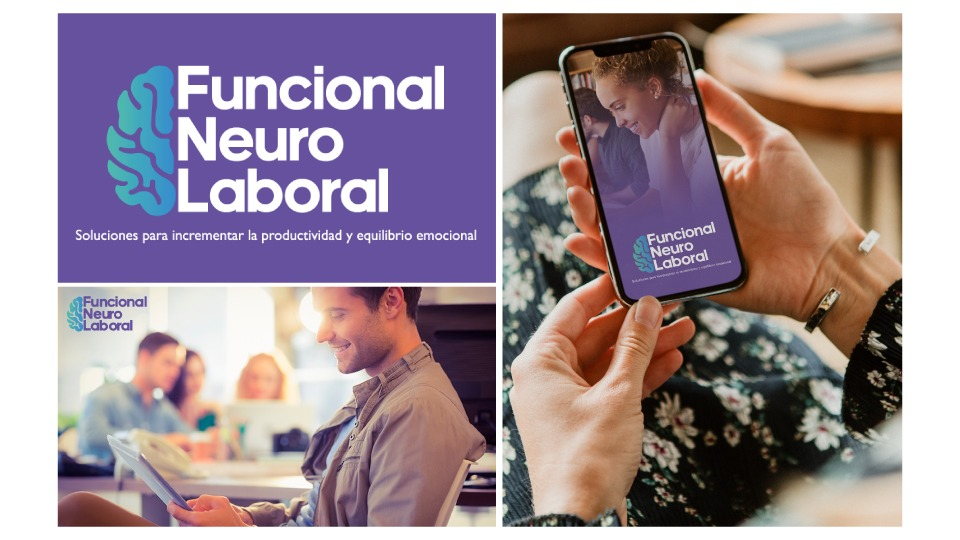 Funcional
Neuro
Laboral
Soluciones para incrementar la productividad y equilibrio emocional
Funcional
Neuro
Laboral
Funcional
Neuro
Laboral